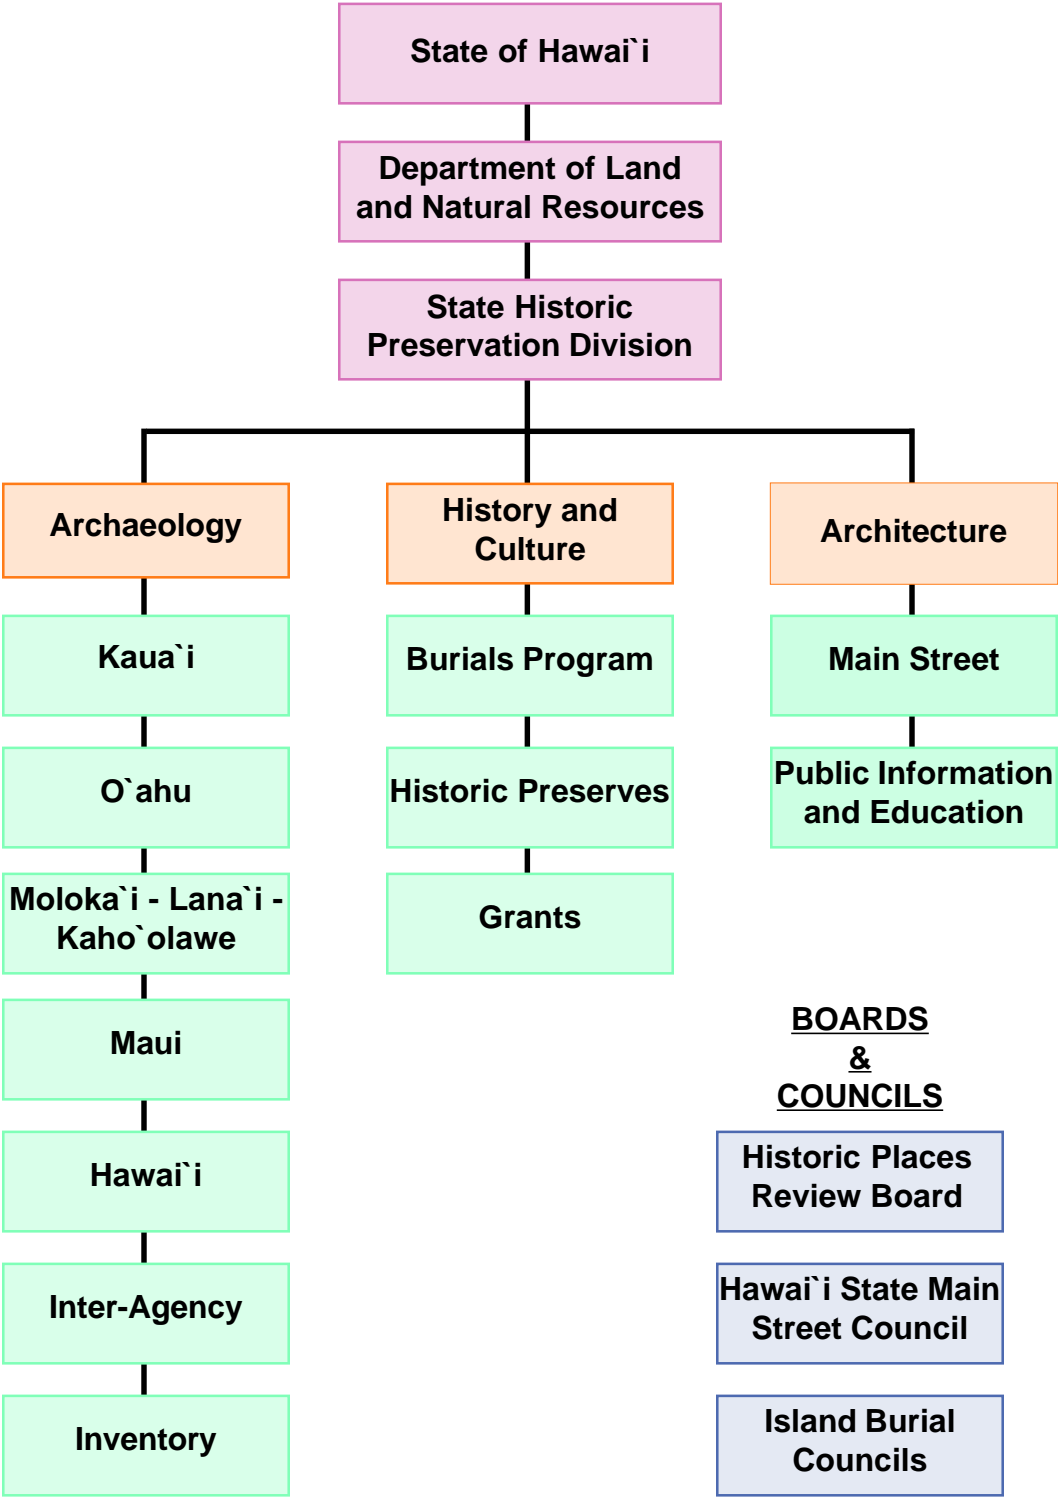 State of Hawai`i
Department of Land
and Natural Resources
State Historic
Preservation Division
Archaeology
Kaua`i
O`ahu
Moloka`i - Lana`i -
Kaho`olawe
Maui
Hawai`i
Inter-Agency
Inventory
History and
Culture
Burials Program
Historic Preserves
Grants
Architecture
Main Street
Public Information
and Education
BOARDS
&
COUNCILS
Historic Places
Review Board
Hawai`i State Main
Street Council
Island Burial
Councils